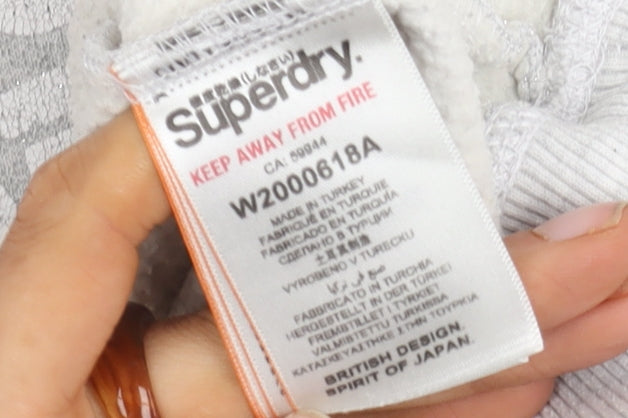 極度乾燥(しなさい)
Superdry.
KEEP AWAY FROM FIRE
CA: 59944
W2000618A
MADE IN TURKEY
FABRIQUÉ EN TURQUIE
FABRICADO EN TURQUÍA
СДЕЛАНО В ТУРЦИИ
土耳其制造
VYROBENO V TURECKU
صنع في تركيا
FABBRICATO IN TURCHIA
HERGESTELLT IN DER TÜRKEI
FREMSTILLET I TYRKIET
VALMISTETTU TURKISSA
ΚΑΤΑΣΚΕΥΑΣΤΗΚΕ ΣΤΗΝ ΤΟΥΡΚΙΑ
BRITISH DESIGN.
SPIRIT OF JAPAN.